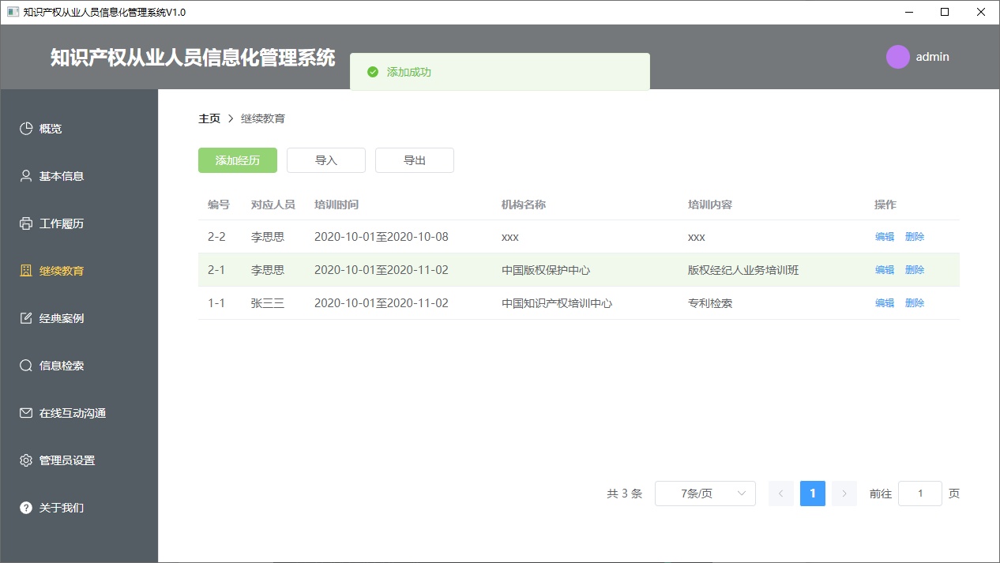 知识产权从业人员信息化管理系统V1.0
知识产权从业人员信息化管理系统
添加成功
admin
概览
基本信息
工作履历
继续教育
经典案例
信息检索
在线互动沟通
管理员设置
关于我们
主页 > 继续教育
添加经历 导入 导出
编号 对应人员 培训时间 机构名称 培训内容 操作
2-2 李思思 2020-10-01至2020-10-08 xxx xxx 编辑 删除
2-1 李思思 2020-10-01至2020-11-02 中国版权保护中心 版权经纪人业务培训班 编辑 删除
1-1 张三三 2020-10-01至2020-11-02 中国知识产权培训中心 专利检索 编辑 删除
共 3 条 7条/页 1 前往 1 页